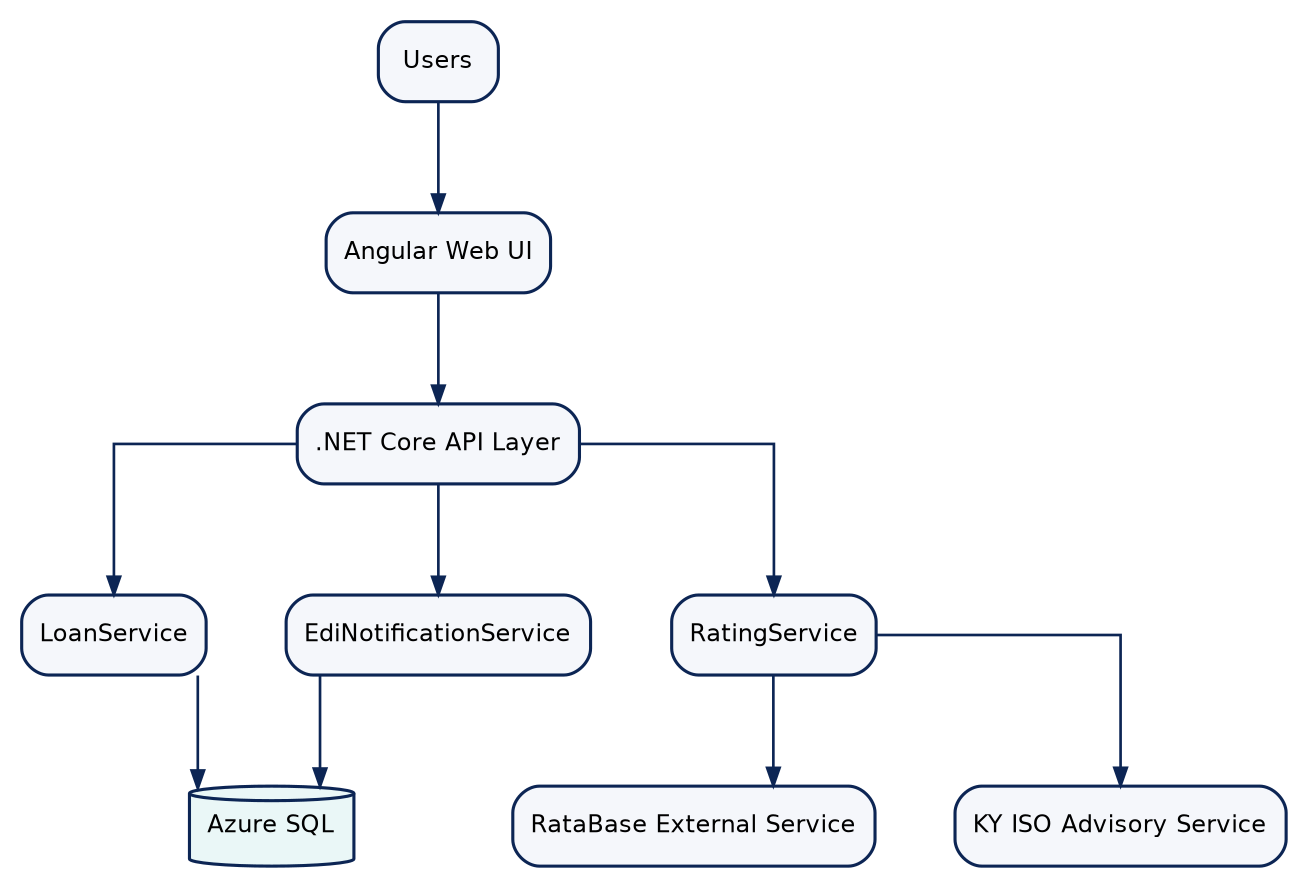 Users
Angular Web UI
.NET Core API Layer
LoanService
EdiNotificationService
RatingService
Azure SQL
RataBase External Service
KY ISO Advisory Service